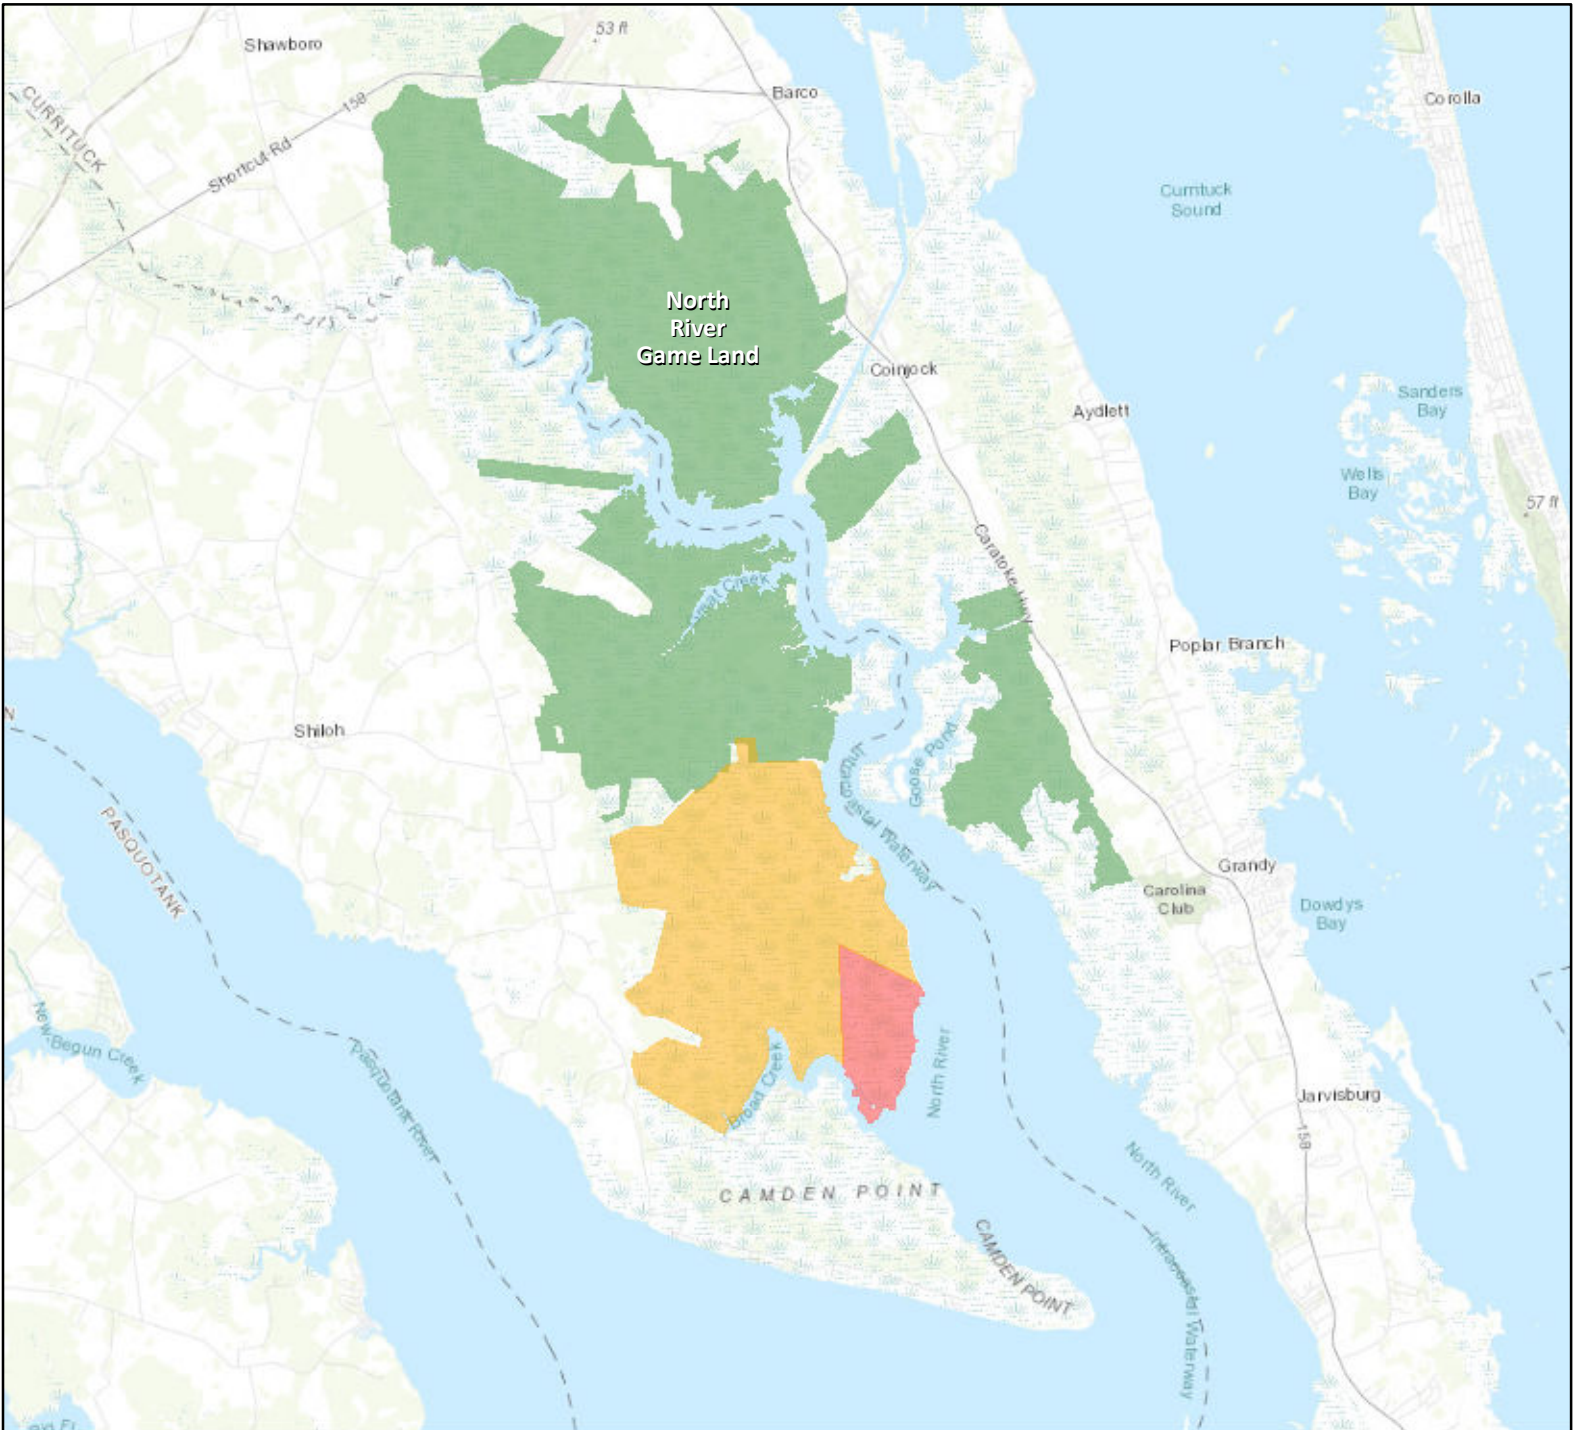 53 ft
Shawboro
Barco
Corolla
CURRITUCK
158
Shortcut Rd
Currituck
Sound
North
River
Game Land
Coinjock
Sanders
Bay
Aydlett
Wells
Bay
57 ft
Caratoke Hwy
Creek
Poplar Branch
N
Shiloh
Goose Pond
Waterway
PASQUOTANK
Grandy
Carolina
Club
Dowdys
Bay
New Begun Creek
Pasquotank River
Broad Creek
North River
Jarvisburg
158
North River
CAMDEN POINT
CAMDEN POINT
Intracoastal Waterway